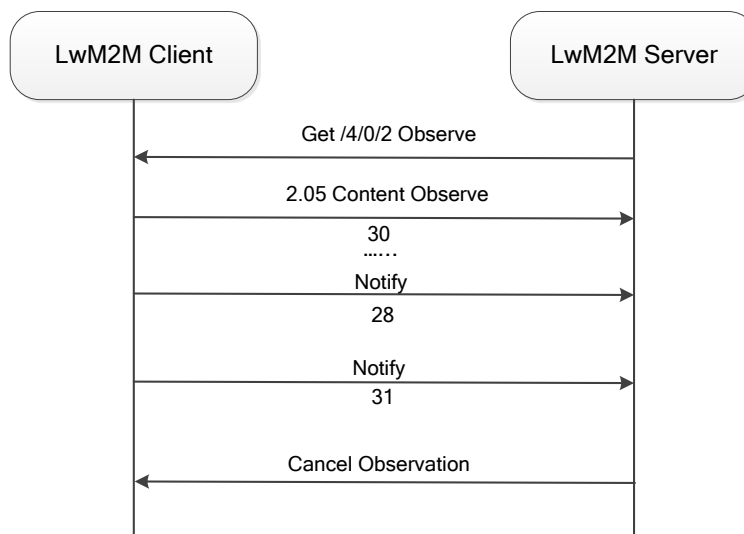 LwM2M Client
LwM2M Server
Get /4/0/2 Observe
2.05 Content Observe
30
......
Notify
28
Notify
31
Cancel Observation